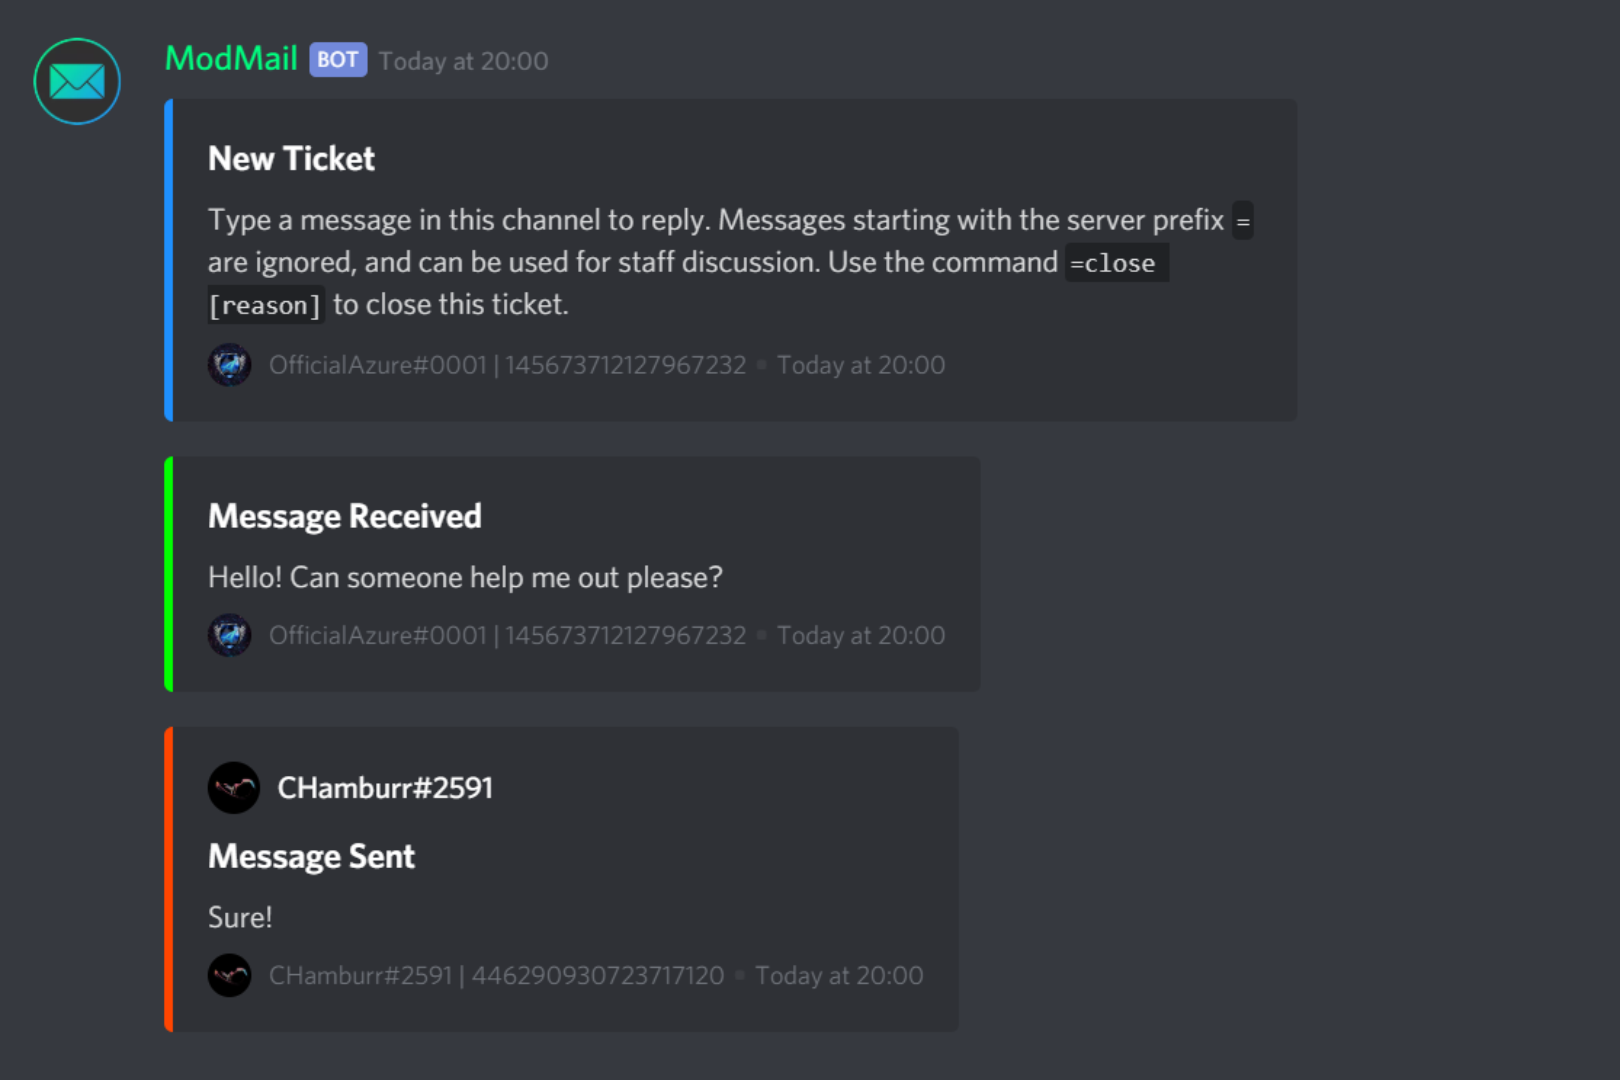 ModMail BOT Today at 20:00
New Ticket
Type a message in this channel to reply. Messages starting with the server prefix =
are ignored, and can be used for staff discussion. Use the command =close
[reason] to close this ticket.
OfficialAzure#0001 | 145673712127967232 • Today at 20:00
Message Received
Hello! Can someone help me out please?
OfficialAzure#0001 | 145673712127967232 • Today at 20:00
CHamburr#2591
Message Sent
Sure!
CHamburr#2591 | 446290930723717120 • Today at 20:00